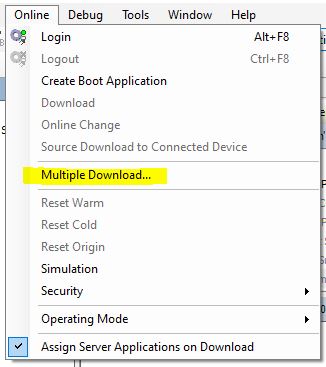 Online Debug Tools Window Help
Login Alt+F8
Logout Ctrl+F8
Create Boot Application
Download
Online Change
Source Download to Connected Device
Multiple Download...
Reset Warm
Reset Cold
Reset Origin
Simulation
Security
Operating Mode
Assign Server Applications on Download